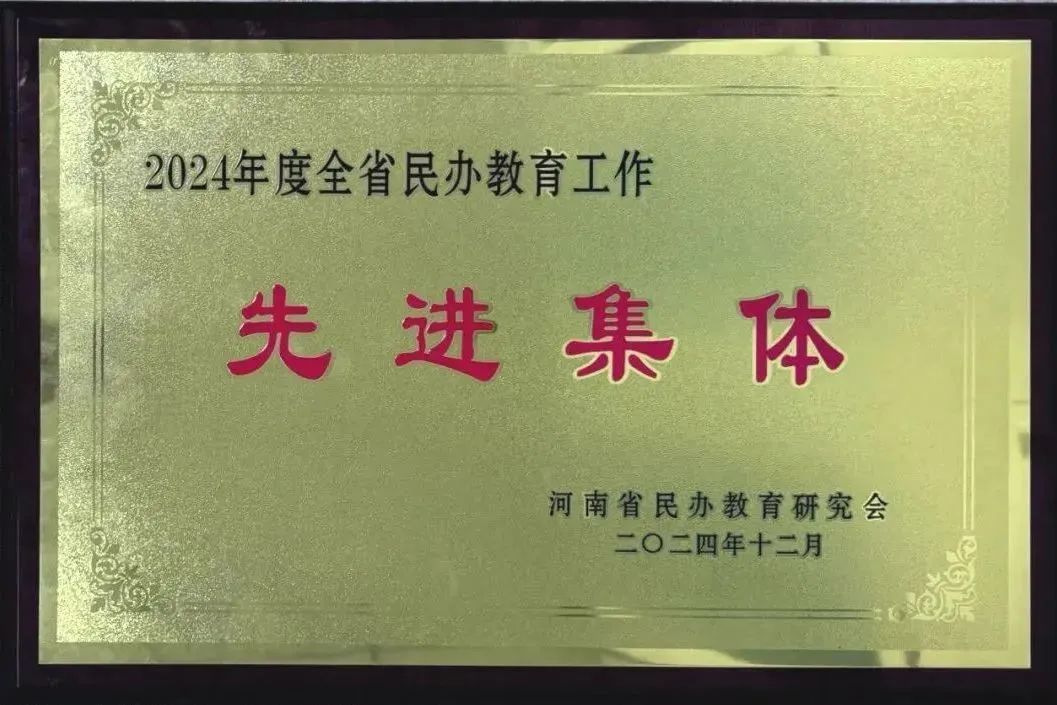 2024年度全省民办教育工作
先进集体
河南省民办教育研究会
二〇二四年十二月